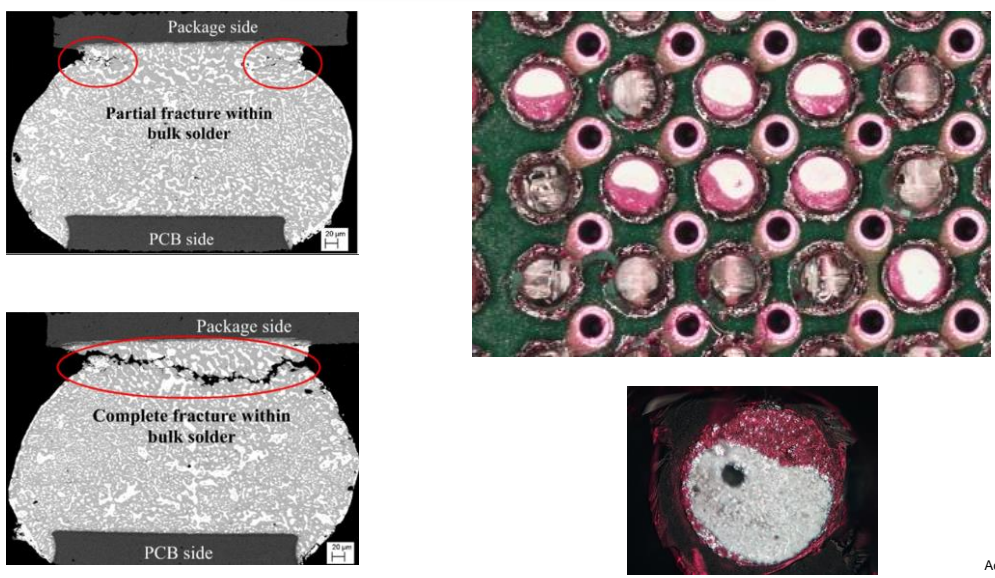 Package side
Partial fracture within
bulk solder
PCB side
20 µm
Package side
Complete fracture within
bulk solder
PCB side
20 µm